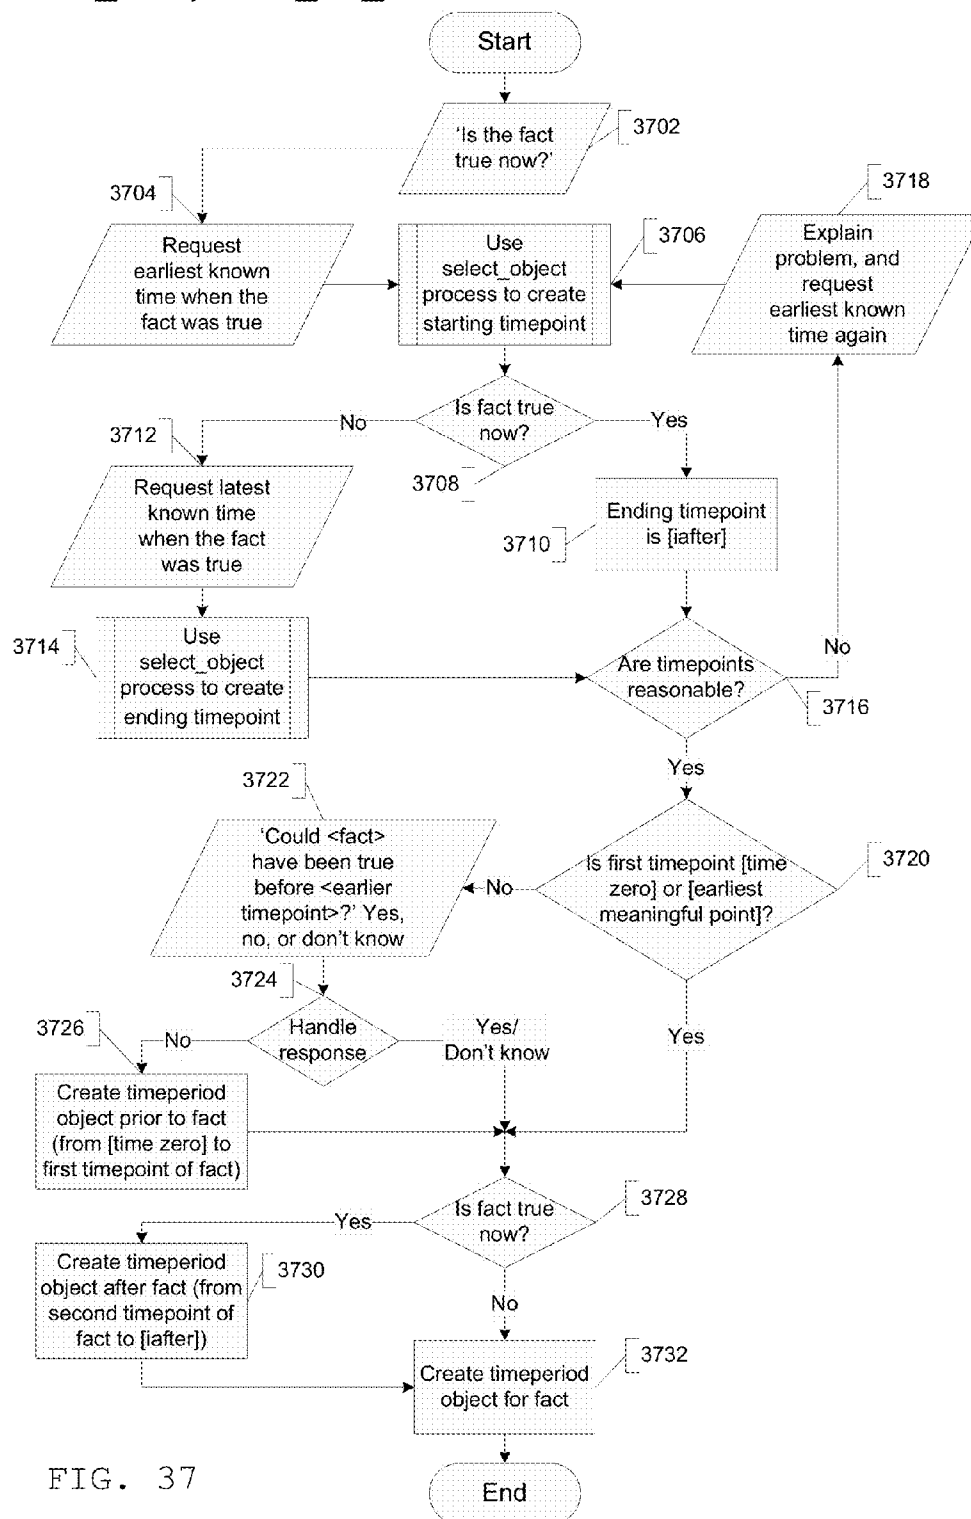 Start
'Is the fact
true now?'
3702
3704
Request
earliest known
time when the
fact was true
Use
select_object
process to create
starting timepoint
3706
3718
Explain
problem, and
request
earliest known
time again
Is fact true
now?
No
Yes
3708
3712
Request latest
known time
when the fact
was true
Ending timepoint
is [iafter]
3710
3714
Use
select_object
process to create
ending timepoint
Are timepoints
reasonable?
No
3716
Yes
3722
'Could <fact>
have been true
before <earlier
timepoint>?' Yes,
no, or don't know
No
Is first timepoint [time
zero] or [earliest
meaningful point]?
3720
3724
Handle
response
No
Yes/
Don't know
Yes
3726
Create timeperiod
object prior to fact
(from [time zero] to
first timepoint of fact)
Is fact true
now?
3728
Yes
No
Create timeperiod
object after fact (from
second timepoint of
fact to [iafter])
3730
Create timeperiod
object for fact
3732
End
FIG. 37